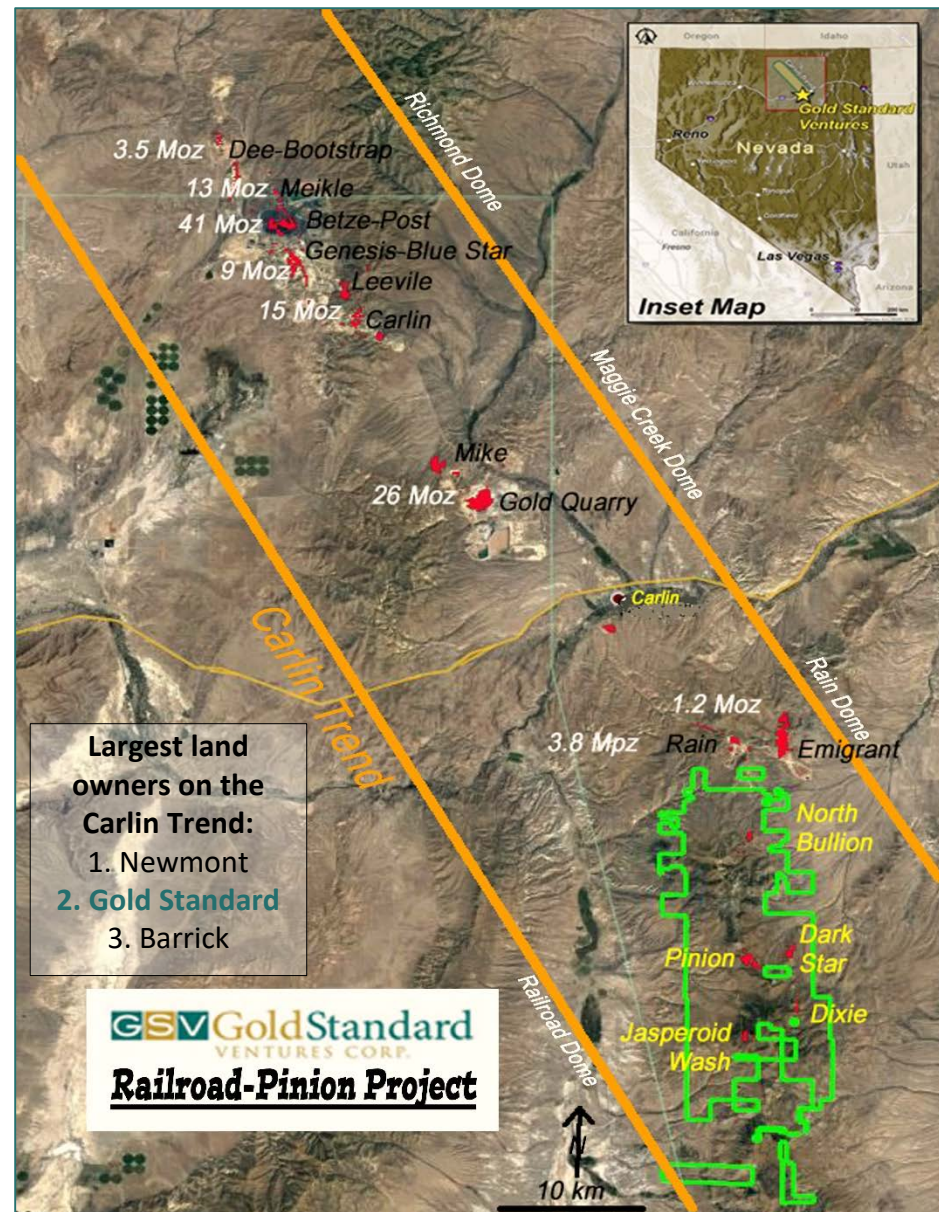 Richmond Dome
3.5 Moz Dee-Bootstrap
13 Moz Meikle
41 Moz Betze-Post
Genesis-Blue Star
9 Moz
Leevile
15 Moz
Carlin
Maggie Creek Dome
Mike
26 Moz Gold Quarry
Carlin
Carlin Trend
Rain Dome
1.2 Moz
3.8 Mpz Rain Emigrant
North
Bullion
Pinion
Dark
Star
Dixie
Jasperoid
Wash
Railroad Dome
N
10 km
Oregon
Idaho
Gold Standard
Ventures
Reno
Nevada
Utah
Tonopah
California
Fresno
Las Vegas
Arizona
Inset Map
Largest land
owners on the
Carlin Trend:
1. Newmont
2. Gold Standard
3. Barrick
GSV GoldStandard
VENTURES CORP.
Railroad-Pinion Project